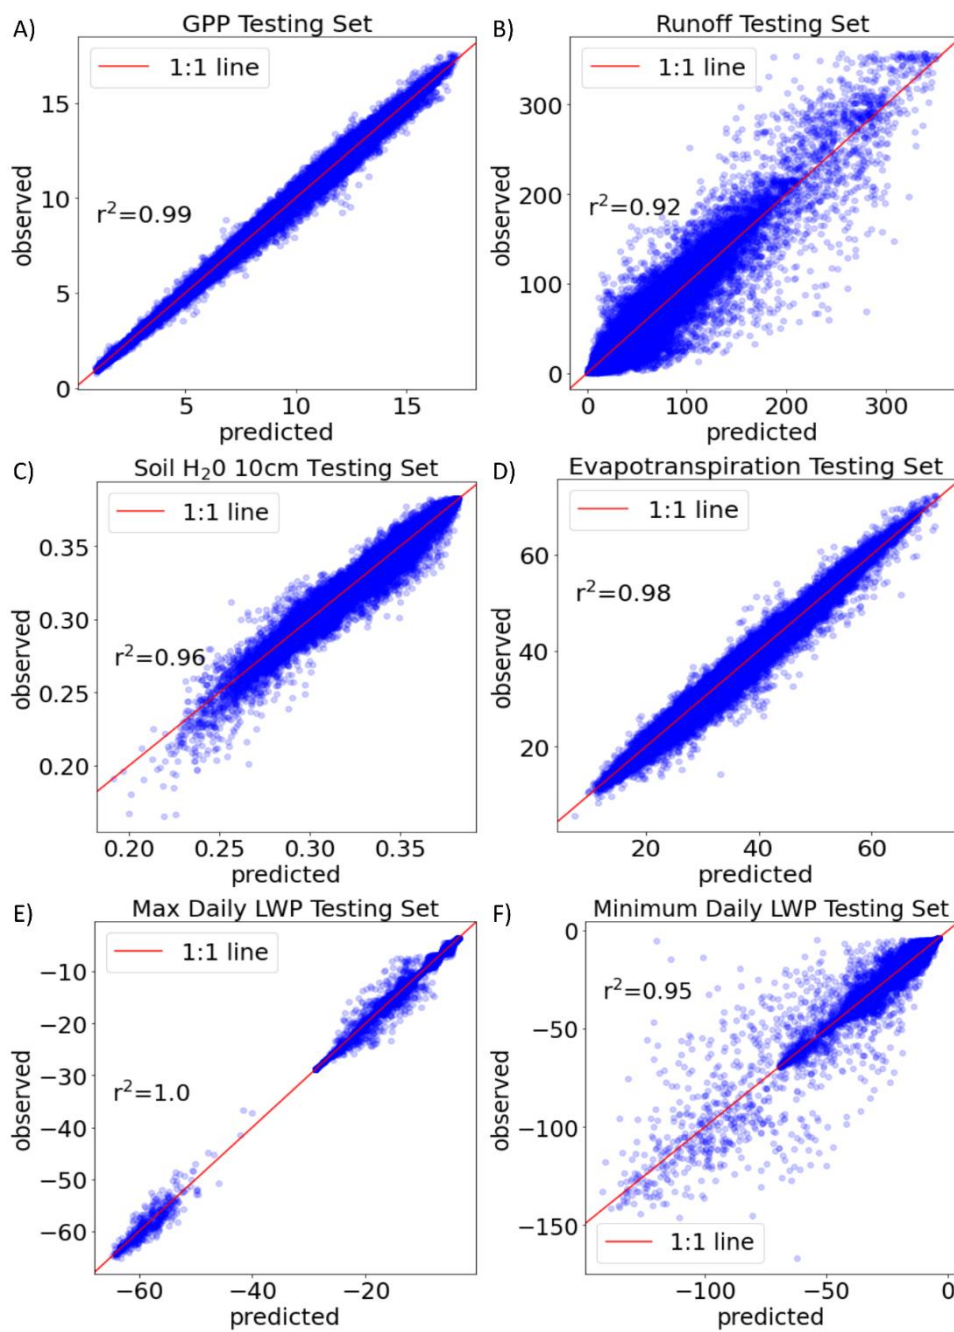 A)
GPP Testing Set
1:1 line
r²=0.99
observed
15
10
5
0
5
10
15
predicted
B)
Runoff Testing Set
1:1 line
r²=0.92
observed
300
200
100
0
0
100
200
300
predicted
C)
Soil H₂0 10cm Testing Set
1:1 line
r²=0.96
observed
0.35
0.30
0.25
0.20
0.20
0.25
0.30
0.35
predicted
D)
Evapotranspiration Testing Set
1:1 line
r²=0.98
observed
60
40
20
20
40
60
predicted
E)
Max Daily LWP Testing Set
1:1 line
r²=1.0
observed
−10
−20
−30
−40
−50
−60
−60
−40
−20
predicted
F)
Minimum Daily LWP Testing Set
r²=0.95
1:1 line
observed
0
−50
−100
−150
−100
−50
0
predicted